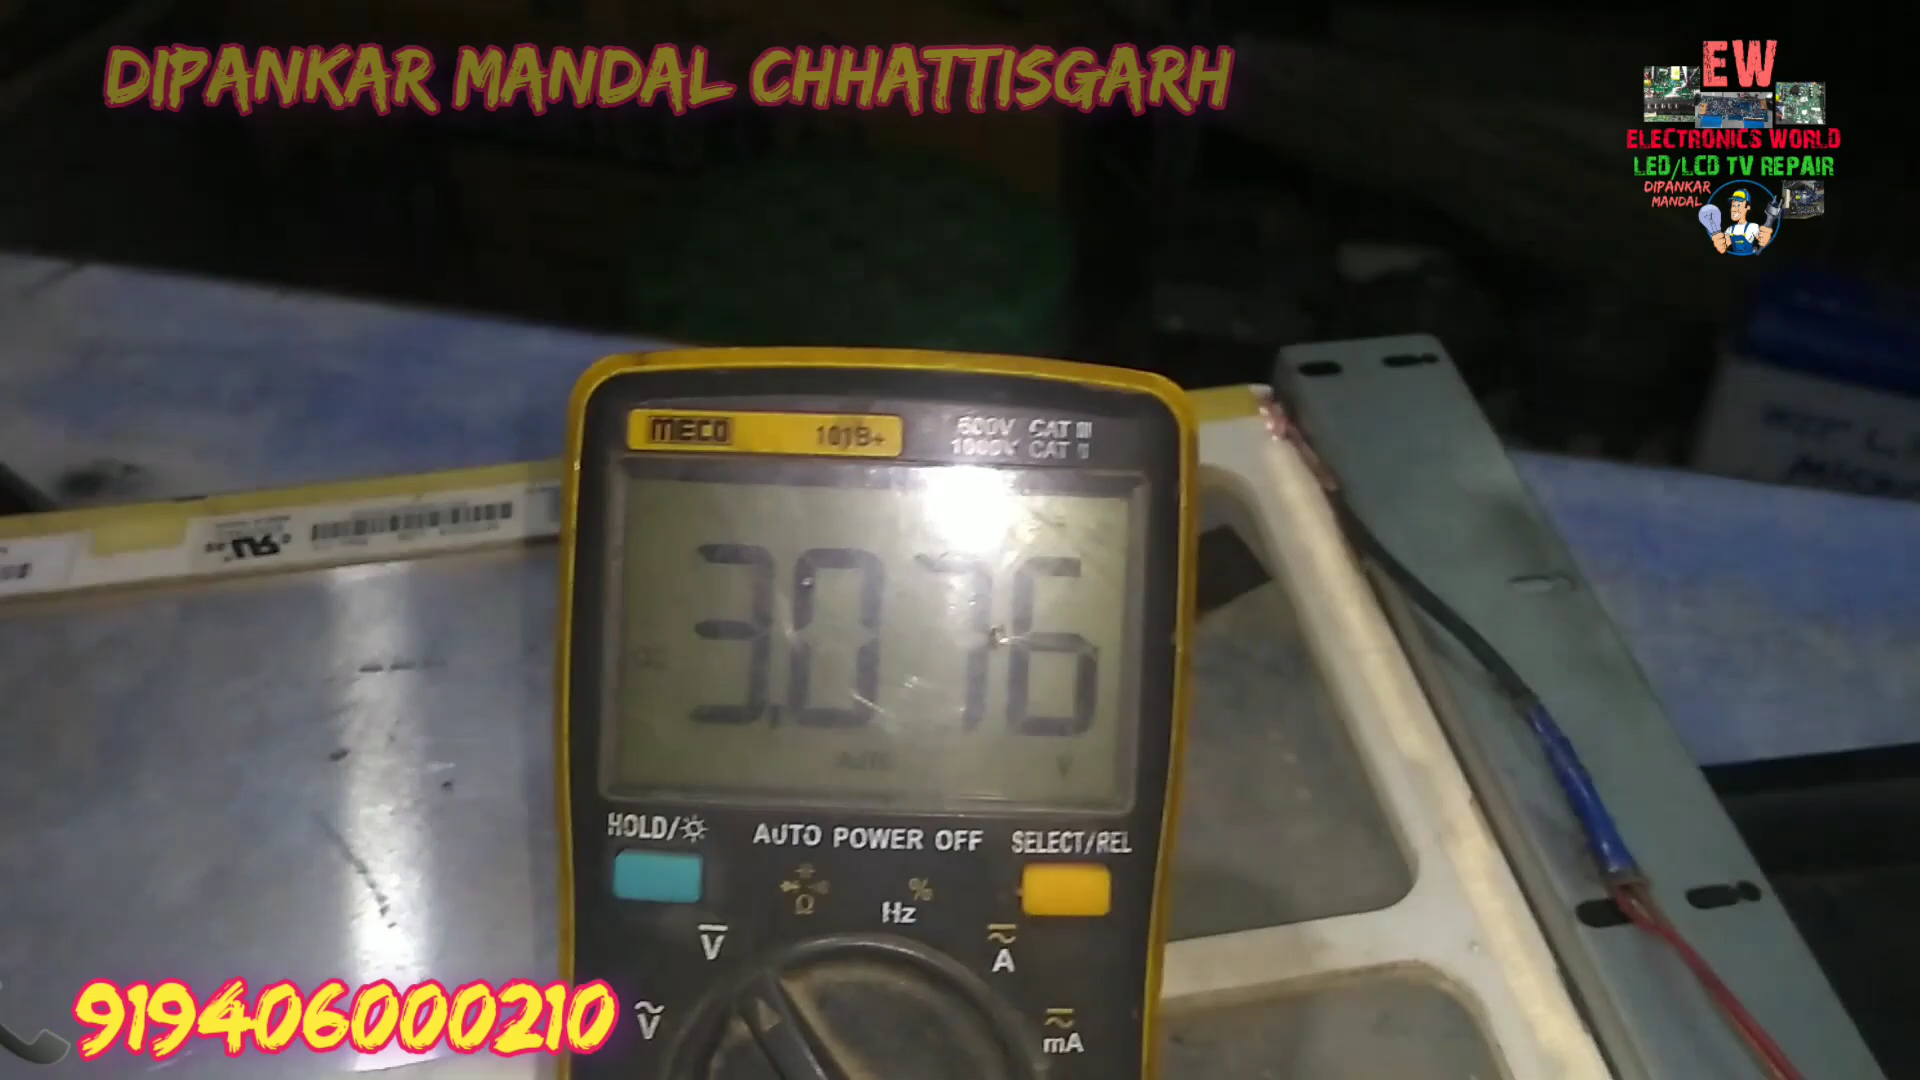 DIPANKAR MANDAL CHHATTISGARH
EW
ELECTRONICS WORLD
LED/LCD TV REPAIR
DIPANKAR
MANDAL
MECO 101B+
600V CAT III
1000V CAT II
3.076
AUTO V
HOLD/
AUTO POWER OFF
SELECT/REL
%
Hz
Ω
V
A
V
mA
919406000210